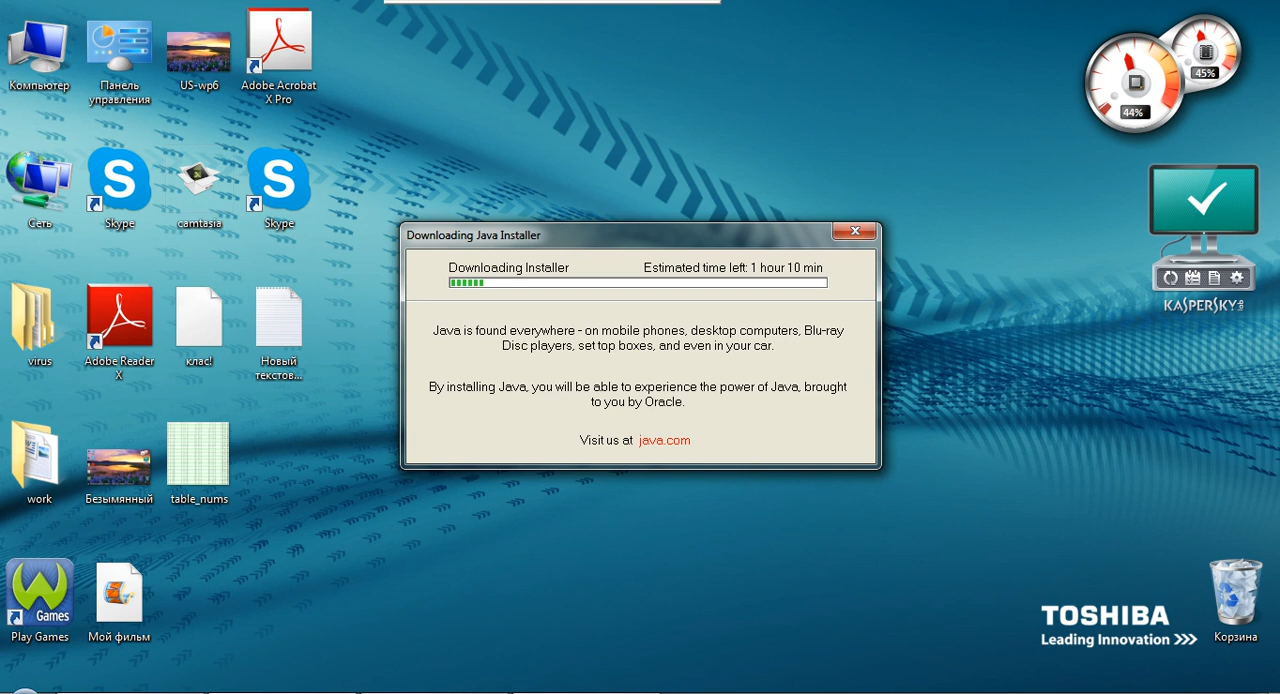 Компьютер
Панель
управления
US-wp6
Adobe Acrobat
X Pro
45%
44%
Сеть
Skype
camtasia
Skype
Downloading Java Installer
Downloading Installer
Estimated time left: 1 hour 10 min
Java is found everywhere - on mobile phones, desktop computers, Blu-ray
Disc players, set top boxes, and even in your car.
By installing Java, you will be able to experience the power of Java, brought
to you by Oracle.
Visit us at java.com
KASPERSKY lab
virus
Adobe Reader
X
клас!
Новый
текстов...
work
Безымянный
table_nums
Games
Play Games
Мой фильм
TOSHIBA
Leading Innovation >>>
Корзина